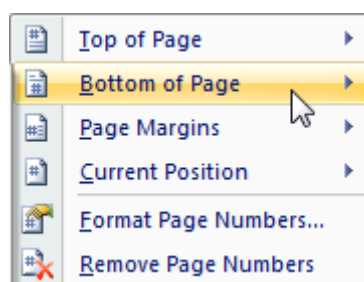 Top of Page
Bottom of Page
Page Margins
Current Position
Format Page Numbers...
Remove Page Numbers